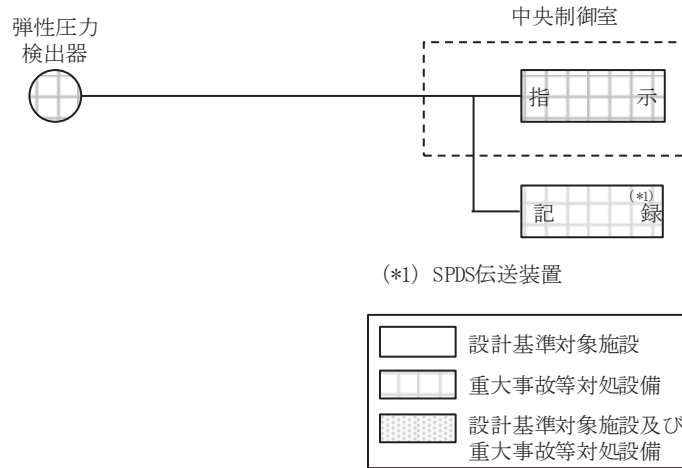 中央制御室
弾性圧力
検出器
指 示
(*1)
記 録
(*1) SPDS伝送装置
設計基準対象施設
重大事故等対処設備
設計基準対象施設及び
重大事故等対処設備